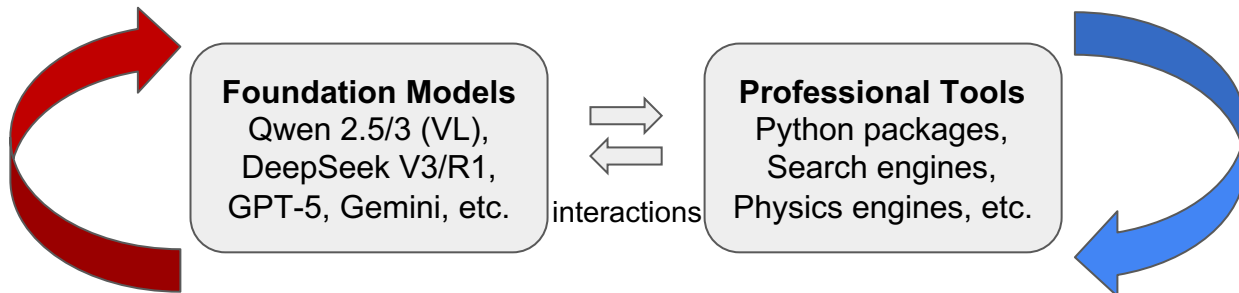 Foundation Models
Qwen 2.5/3 (VL),
DeepSeek V3/R1,
GPT-5, Gemini, etc.
interactions
Professional Tools
Python packages,
Search engines,
Physics engines, etc.